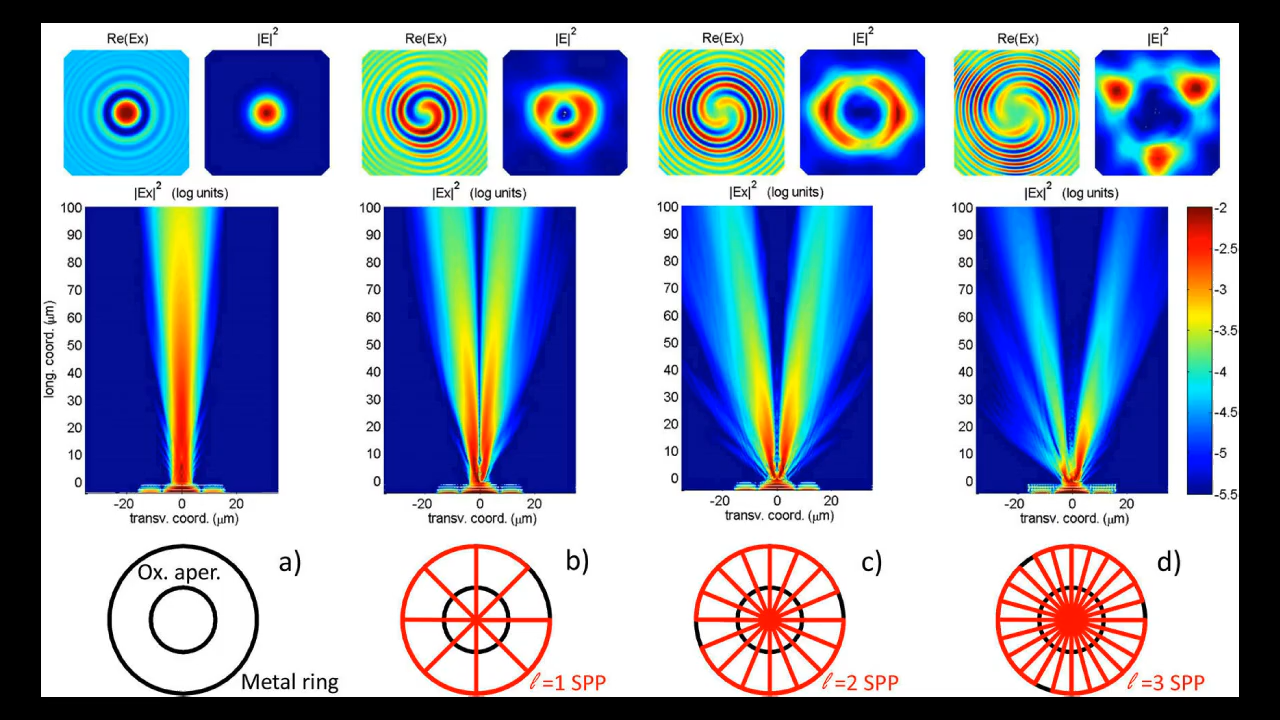 Re(Ex) |E|² Re(Ex) |E|² Re(Ex) |E|² Re(Ex) |E|²
|Ex|² (log units) |Ex|² (log units) |Ex|² (log units) |Ex|² (log units)
100 100 100 100 -2
90 90 90 90
80 80 80 80 -2.5
70 70 70 70 -3
60 60 60 60
50 50 50 50 -3.5
40 40 40 40 -4
30 30 30 30 -4.5
20 20 20 20
10 10 10 10 -5
0 0 0 0 -5.5
long. coord. (μm)
-20 0 20 -20 0 20 -20 0 20 -20 0 20
transv. coord. (μm) transv. coord. (μm) transv. coord. (μm) transv. coord. (μm)
a) b) c) d)
Ox. aper.
Metal ring ℓ=1 SPP ℓ=2 SPP ℓ=3 SPP